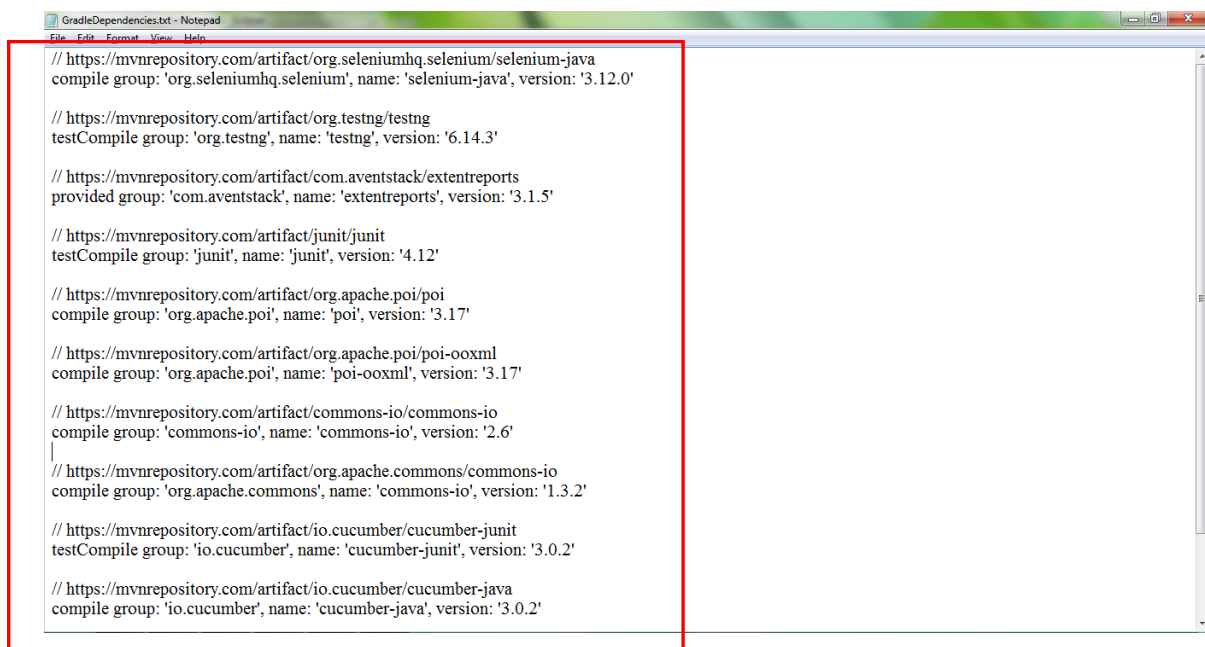 GradleDependencies.txt - Notepad
File Edit Format View Help
// https://mvnrepository.com/artifact/org.seleniumhq.selenium/selenium-java
compile group: 'org.seleniumhq.selenium', name: 'selenium-java', version: '3.12.0'
// https://mvnrepository.com/artifact/org.testng/testng
testCompile group: 'org.testng', name: 'testng', version: '6.14.3'
// https://mvnrepository.com/artifact/com.aventstack/extentreports
provided group: 'com.aventstack', name: 'extentreports', version: '3.1.5'
// https://mvnrepository.com/artifact/junit/junit
testCompile group: 'junit', name: 'junit', version: '4.12'
// https://mvnrepository.com/artifact/org.apache.poi/poi
compile group: 'org.apache.poi', name: 'poi', version: '3.17'
// https://mvnrepository.com/artifact/org.apache.poi/poi-ooxml
compile group: 'org.apache.poi', name: 'poi-ooxml', version: '3.17'
// https://mvnrepository.com/artifact/commons-io/commons-io
compile group: 'commons-io', name: 'commons-io', version: '2.6'
// https://mvnrepository.com/artifact/org.apache.commons/commons-io
compile group: 'org.apache.commons', name: 'commons-io', version: '1.3.2'
// https://mvnrepository.com/artifact/io.cucumber/cucumber-junit
testCompile group: 'io.cucumber', name: 'cucumber-junit', version: '3.0.2'
// https://mvnrepository.com/artifact/io.cucumber/cucumber-java
compile group: 'io.cucumber', name: 'cucumber-java', version: '3.0.2'